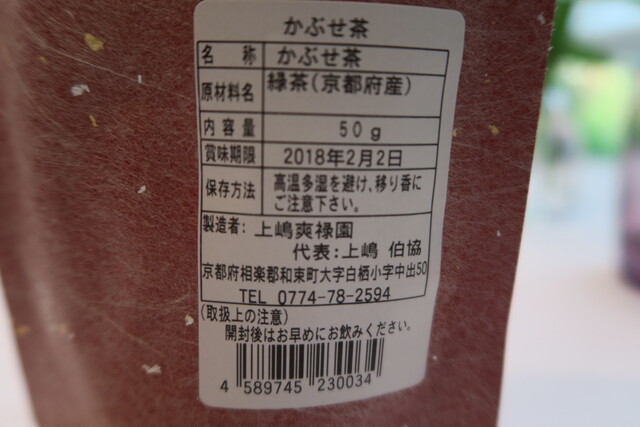 かぶせ茶
名 称 かぶせ茶
原材料名 緑茶(京都府産)
内容量 50g
賞味期限 2018年2月2日
保存方法 高温多湿を避け、移り香に
ご注意下さい。
製造者: 上嶋爽禄園
代表:上嶋 伯協
京都府相楽郡和束町大字白栖小字中出50
TEL 0774-78-2594
(取扱上の注意)
開封後はお早めにお飲みください。
4 589745 230034